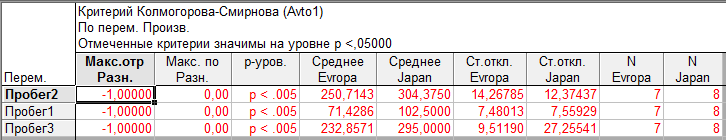 Критерий Колмогорова-Смирнова (Avto1)
По перем. Произв.
Отмеченные критерии значимы на уровне p <,05000
Перем. Макс.отр Разн. Макс. по Разн. p-уров. Среднее Evropa Среднее Japan Ст.откл. Evropa Ст.откл. Japan N Evropa N Japan
Пробег2 -1,00000 0,00 p < .005 250,7143 304,3750 14,26785 12,37437 7 8
Пробег1 -1,00000 0,00 p < .005 71,4286 102,5000 7,48013 7,55929 7 8
Пробег3 -1,00000 0,00 p < .005 232,8571 295,0000 9,51190 27,25541 7 8